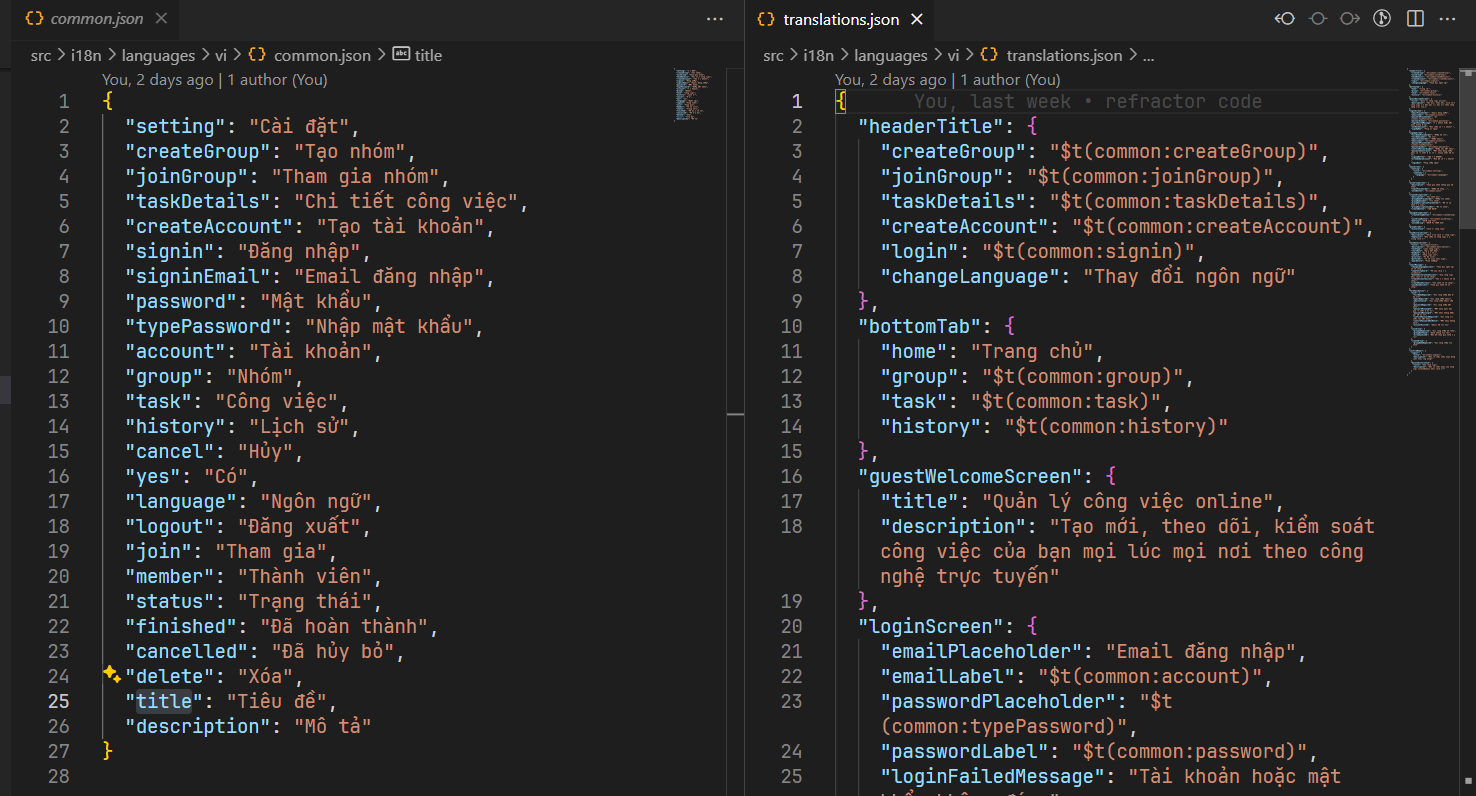 common.json
src > i18n > languages > vi > common.json > title
You, 2 days ago | 1 author (You)
1 {
2 "setting": "Cài đặt",
3 "createGroup": "Tạo nhóm",
4 "joinGroup": "Tham gia nhóm",
5 "taskDetails": "Chi tiết công việc",
6 "createAccount": "Tạo tài khoản",
7 "signin": "Đăng nhập",
8 "signinEmail": "Email đăng nhập",
9 "password": "Mật khẩu",
10 "typePassword": "Nhập mật khẩu",
11 "account": "Tài khoản",
12 "group": "Nhóm",
13 "task": "Công việc",
14 "history": "Lịch sử",
15 "cancel": "Hủy",
16 "yes": "Có",
17 "language": "Ngôn ngữ",
18 "logout": "Đăng xuất",
19 "join": "Tham gia",
20 "member": "Thành viên",
21 "status": "Trạng thái",
22 "finished": "Đã hoàn thành",
23 "cancelled": "Đã hủy bỏ",
24 "delete": "Xóa",
25 "title": "Tiêu đề",
26 "description": "Mô tả"
27 }
28
translations.json
src > i18n > languages > vi > translations.json > ...
You, 2 days ago | 1 author (You)
1 { You, last week • refractor code
2 "headerTitle": {
3 "createGroup": "$t(common:createGroup)",
4 "joinGroup": "$t(common:joinGroup)",
5 "taskDetails": "$t(common:taskDetails)",
6 "createAccount": "$t(common:createAccount)",
7 "login": "$t(common:signin)",
8 "changeLanguage": "Thay đổi ngôn ngữ"
9 },
10 "bottomTab": {
11 "home": "Trang chủ",
12 "group": "$t(common:group)",
13 "task": "$t(common:task)",
14 "history": "$t(common:history)"
15 },
16 "guestWelcomeScreen": {
17 "title": "Quản lý công việc online",
18 "description": "Tạo mới, theo dõi, kiểm soát
công việc của bạn mọi lúc mọi nơi theo công
nghệ trực tuyến"
19 },
20 "loginScreen": {
21 "emailPlaceholder": "Email đăng nhập",
22 "emailLabel": "$t(common:account)",
23 "passwordPlaceholder": "$t
(common:typePassword)",
24 "passwordLabel": "$t(common:password)",
25 "loginFailedMessage": "Tài khoản hoặc mật